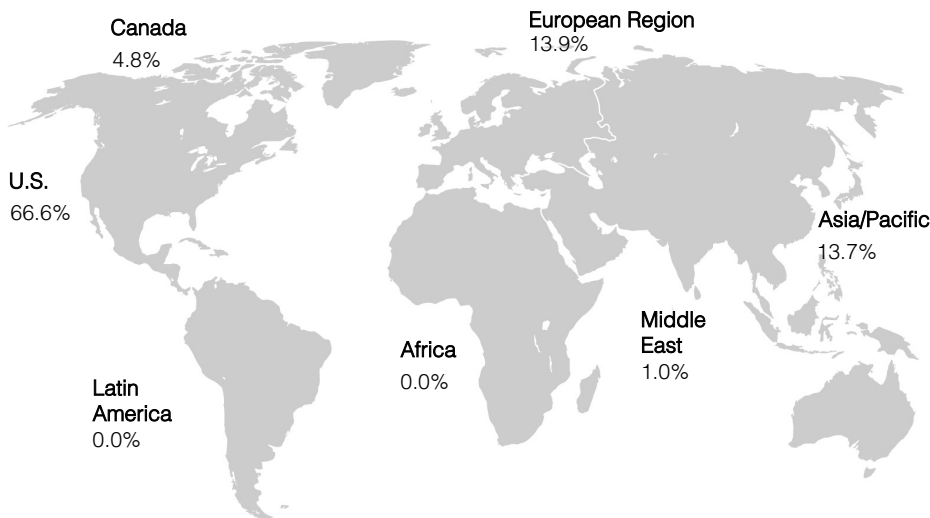 Canada
4.8%
European Region
13.9%
U.S.
66.6%
Asia/Pacific
13.7%
Middle
East
1.0%
Africa
0.0%
Latin
America
0.0%